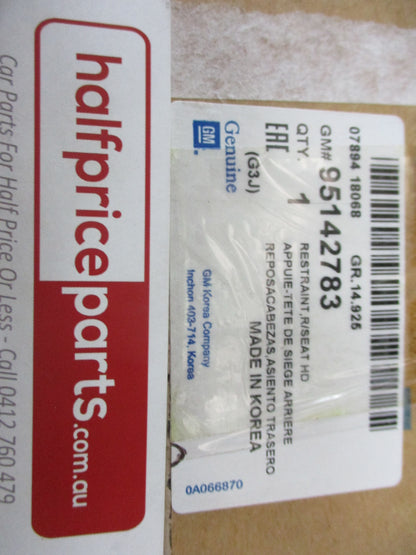 halfpriceparts.com.au
Car Parts For Half Price Or Less - Call 0412 760 479
07894 18068 GR.14.925
GM# 95142783
QTY. 1
RESTRAINT,R/SEAT HD
APPUIE-TETE DE SIEGE ARRIERE
REPOSACABEZAS,ASIENTO TRASERO
EAC (G3J) MADE IN KOREA
Genuine
GM
GM Korea Company
Inchon 403-714, Korea
0A066870